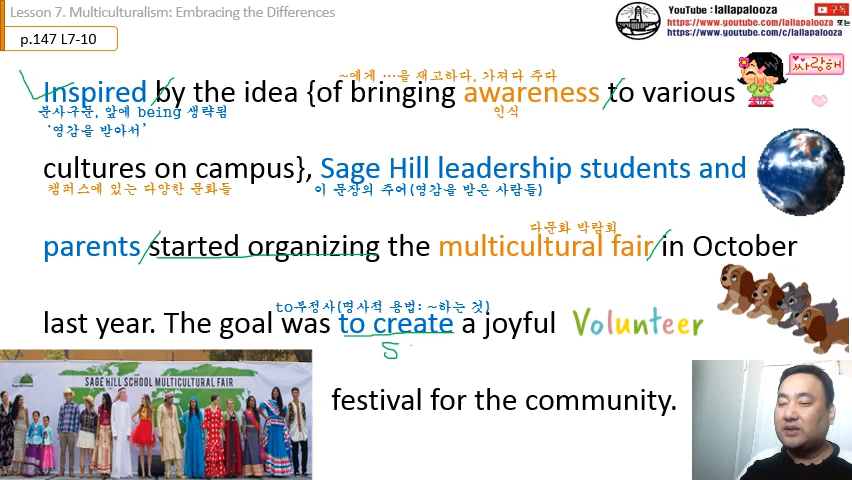 Lesson 7. Multiculturalism: Embracing the Differences
p.147 L7-10
YouTube : lallapalooza
구독
https://www.youtube.com/lallapalooza 또는
https://www.youtube.com/c/lallapalooza
싸랑해
~에게 …을 재고하다, 가져다 주다
Inspired by the idea {of bringing awareness to various
분사구문, 앞에 being 생략됨
인식
‘영감을 받아서’
cultures on campus}, Sage Hill leadership students and
캠퍼스에 있는 다양한 문화들
이 문장의 주어(영감을 받은 사람들)
다문화 박람회
parents started organizing the multicultural fair in October
to부정사(명사적 용법: ~하는 것)
last year. The goal was to create a joyful
Volunteer
S
SAGE HILL SCHOOL MULTICULTURAL FAIR
festival for the community.